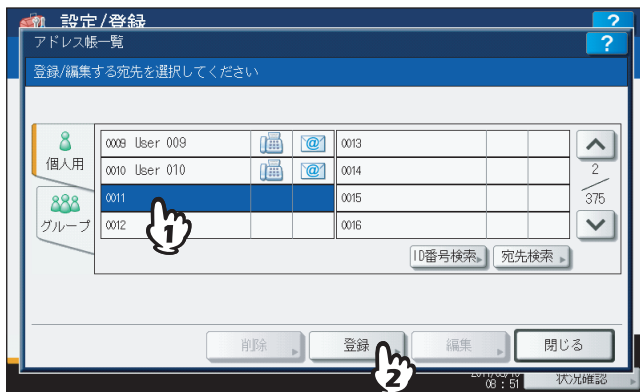 設定/登録
?
アドレス帳一覧
?
登録/編集する宛先を選択してください
個人用
グループ
0009 User 009
0010 User 010
0011
0012
0013
0014
0015
0016
2
375
1
ID番号検索
宛先検索
削除
登録
編集
閉じる
2
08:51
状況確認